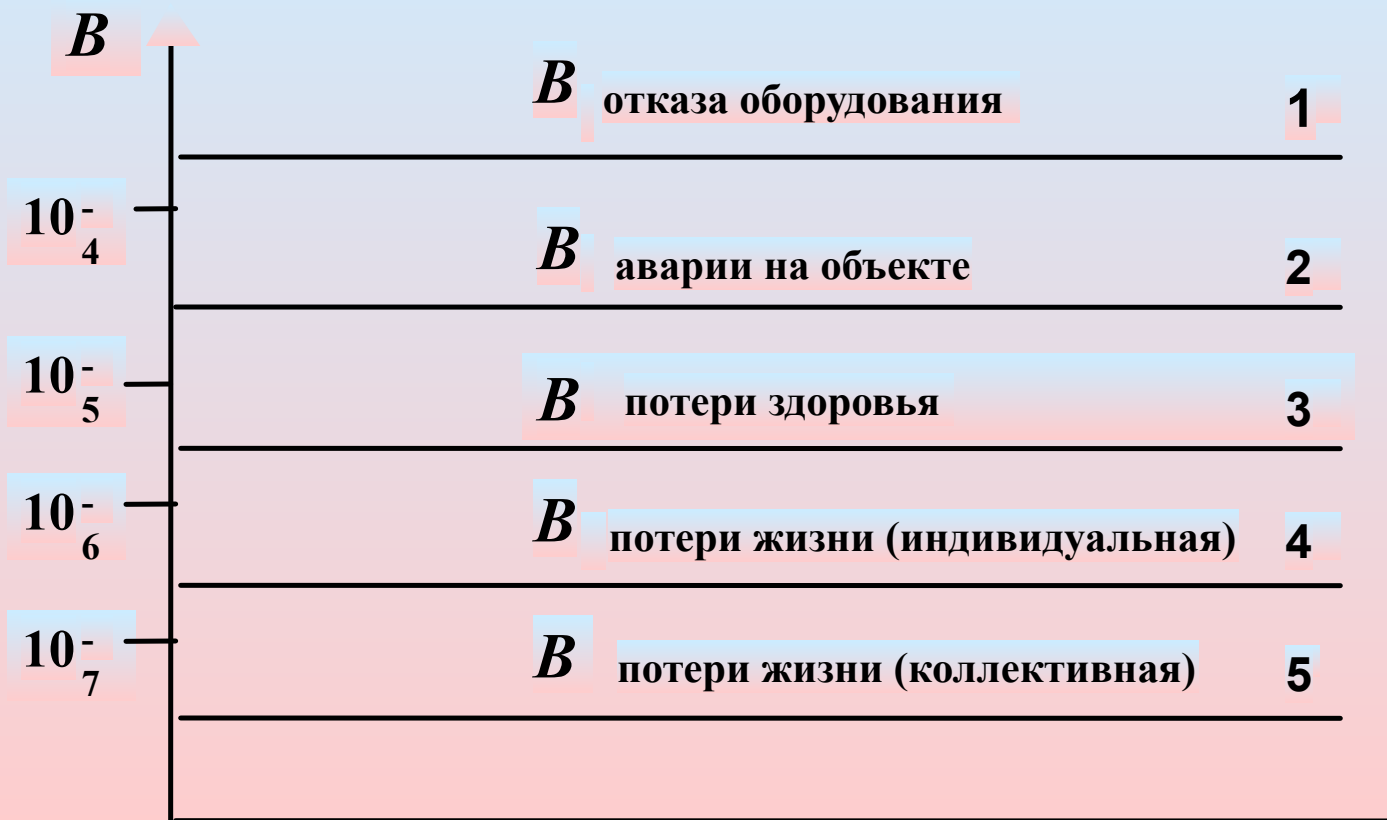 В
В отказа оборудования 1
10-4
В аварии на объекте 2
10-5
В потери здоровья 3
10-6
В потери жизни (индивидуальная) 4
10-7
В потери жизни (коллективная) 5